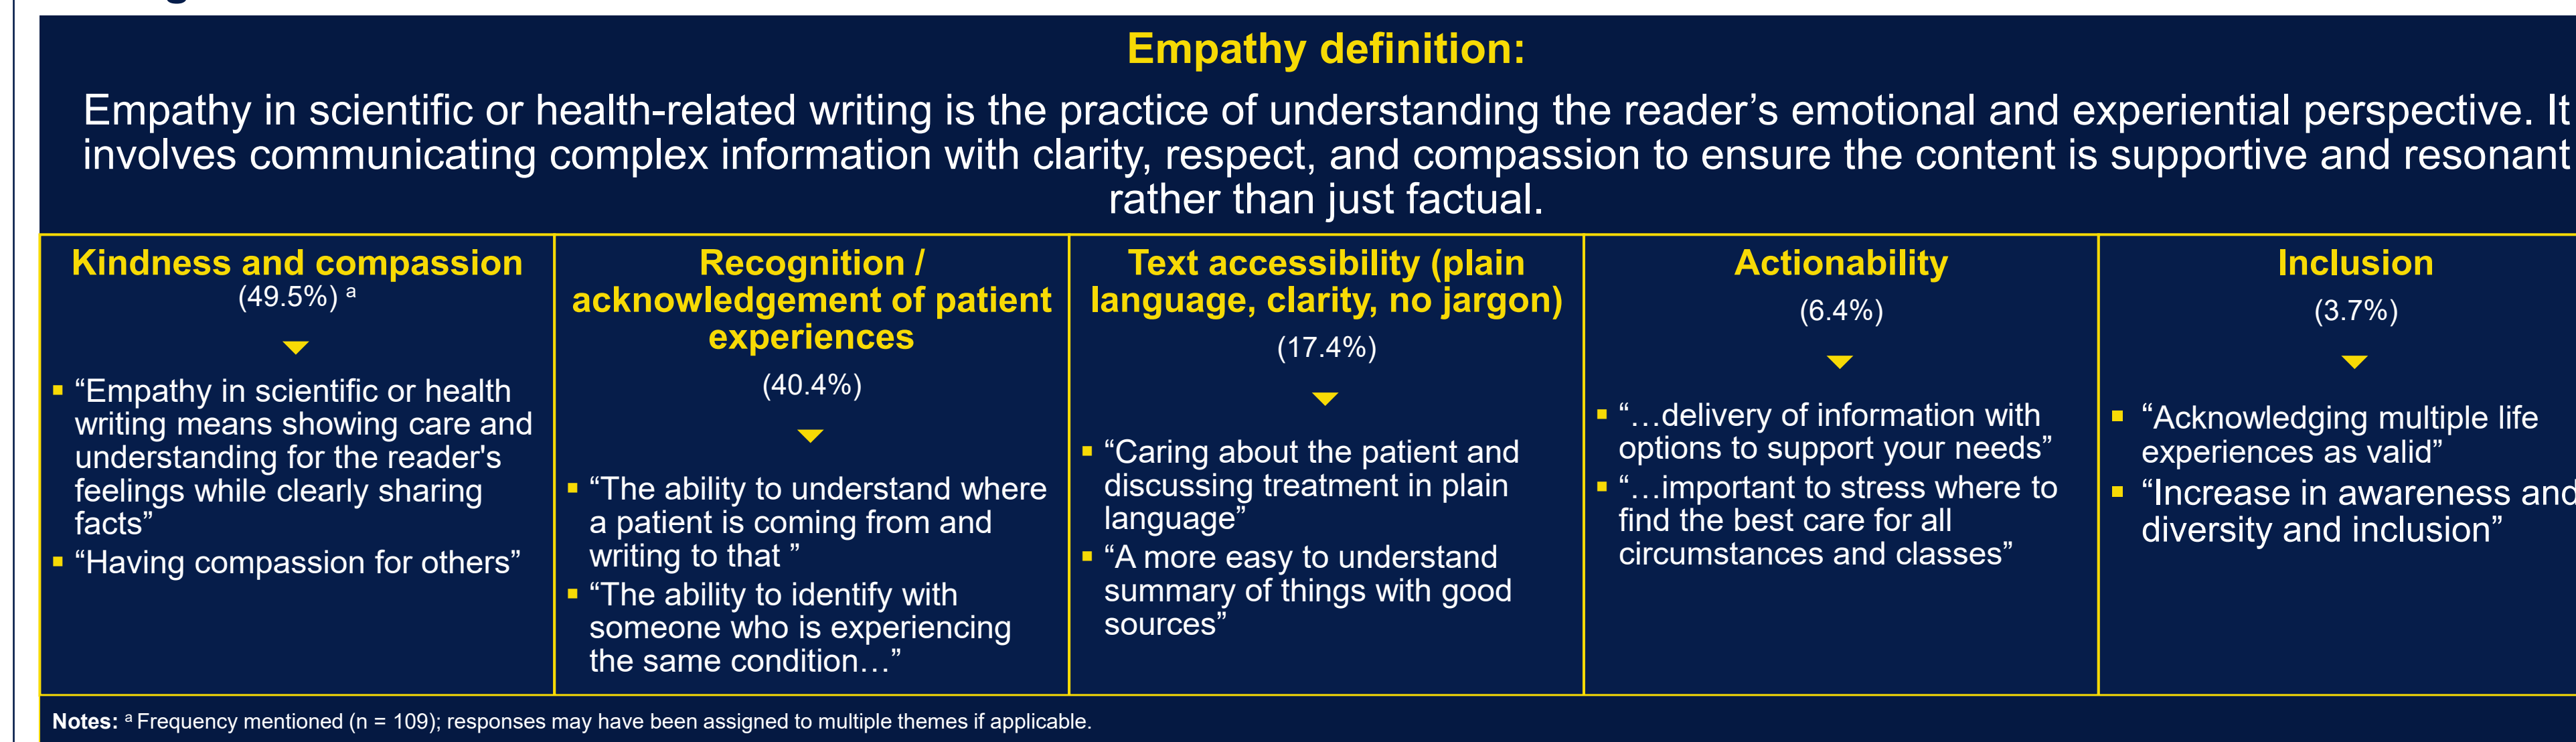 Empathy definition:
Empathy in scientific or health-related writing is the practice of understanding the reader’s emotional and experiential perspective. It
involves communicating complex information with clarity, respect, and compassion to ensure the content is supportive and resonant
rather than just factual.
Kindness and compassion
(49.5%) a
“Empathy in scientific or health
writing means showing care and
understanding for the reader's
feelings while clearly sharing
facts”
“Having compassion for others”
Recognition /
acknowledgement of patient
experiences
(40.4%)
“The ability to understand where
a patient is coming from and
writing to that ”
“The ability to identify with
someone who is experiencing
the same condition…”
Text accessibility (plain
language, clarity, no jargon)
(17.4%)
“Caring about the patient and
discussing treatment in plain
language”
“A more easy to understand
summary of things with good
sources”
Actionability
(6.4%)
“…delivery of information with
options to support your needs”
“…important to stress where to
find the best care for all
circumstances and classes”
Inclusion
(3.7%)
“Acknowledging multiple life
experiences as valid”
“Increase in awareness and
diversity and inclusion”
Notes: a Frequency mentioned (n = 109); responses may have been assigned to multiple themes if applicable.